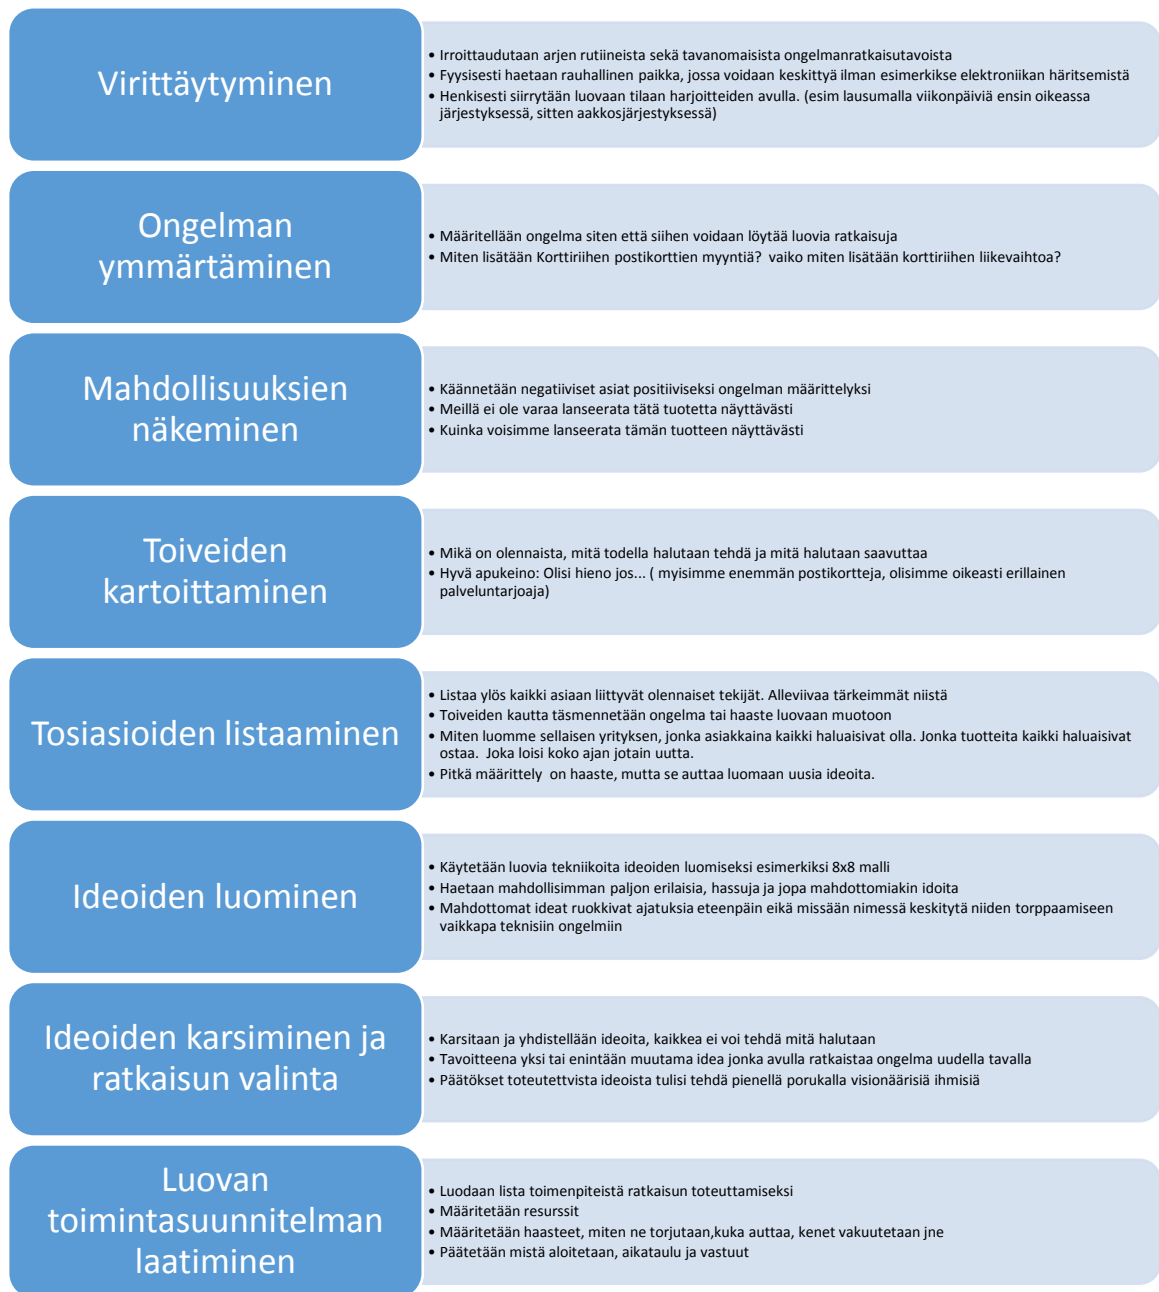 Virittäytyminen
• Irroittaudutaan arjen rutiineista sekä tavanomaisista ongelmanratkaisutavoista
• Fyysisesti haetaan rauhallinen paikka, jossa voidaan keskittyä ilman esimerkikse elektroniikan häritsemistä
• Henkisesti siirrytään luovaan tilaan harjoitteiden avulla. (esim lausumalla viikonpäiviä ensin oikeassa
järjestyksessä, sitten aakkosjärjestyksessä)
Ongelman
ymmärtäminen
• Määritellään ongelma siten että siihen voidaan löytää luovia ratkaisuja
• Miten lisätään Korttiriihen postikorttien myyntiä? vaiko miten lisätään korttiriihen liikevaihtoa?
Mahdollisuuksien
näkeminen
• Käännetään negatiiviset asiat positiiviseksi ongelman määrittelyksi
• Meillä ei ole varaa lanseerata tätä tuotetta näyttävästi
• Kuinka voisimme lanseerata tämän tuotteen näyttävästi
Toiveiden
kartoittaminen
• Mikä on olennaista, mitä todella halutaan tehdä ja mitä halutaan saavuttaa
• Hyvä apukeino: Olisi hieno jos... ( myisimme enemmän postikortteja, olisimme oikeasti erillainen
palveluntarjoaja)
Tosiasioiden listaaminen
• Listaa ylös kaikki asiaan liittyvät olennaiset tekijät. Alleviivaa tärkeimmät niistä
• Toiveiden kautta täsmennetään ongelma tai haaste luovaan muotoon
• Miten luomme sellaisen yrityksen, jonka asiakkaina kaikki haluaisivat olla. Jonka tuotteita kaikki haluaisivat
ostaa. Joka loisi koko ajan jotain uutta.
• Pitkä määrittely on haaste, mutta se auttaa luomaan uusia ideoita.
Ideoiden luominen
• Käytetään luovia tekniikoita ideoiden luomiseksi esimerkiksi 8x8 malli
• Haetaan mahdollisimman paljon erilaisia, hassuja ja jopa mahdottomiakin idoita
• Mahdottomat ideat ruokkivat ajatuksia eteenpäin eikä missään nimessä keskitytä niiden torppaamiseen
vaikkapa teknisiin ongelmiin
Ideoiden karsiminen ja
ratkaisun valinta
• Karsitaan ja yhdistellään ideoita, kaikkea ei voi tehdä mitä halutaan
• Tavoitteena yksi tai enintään muutama idea jonka avulla ratkaistaa ongelma uudella tavalla
• Päätökset toteutettvista ideoista tulisi tehdä pienellä porukalla visionäärisiä ihmisiä
Luovan
toimintasuunnitelman
laatiminen
• Luodaan lista toimenpiteistä ratkaisun toteuttamiseksi
• Määritetään resurssit
• Määritetään haasteet, miten ne torjutaan,kuka auttaa, kenet vakuutetaan jne
• Päätetään mistä aloitetaan, aikataulu ja vastuut